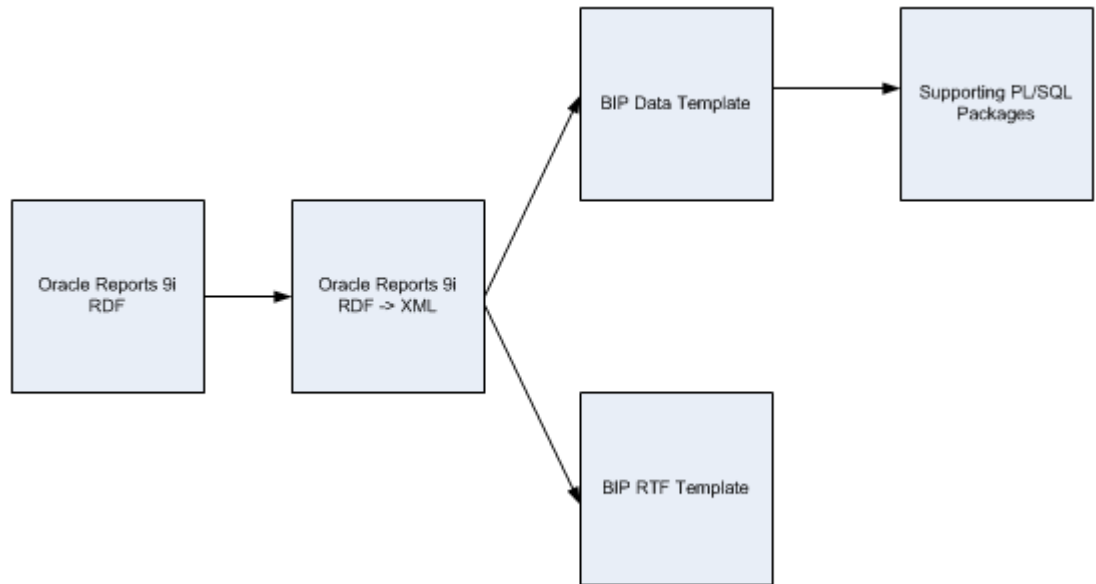 BIP Data Template
Supporting PL/SQL
Packages
Oracle Reports 9i
RDF
Oracle Reports 9i
RDF -> XML
BIP RTF Template